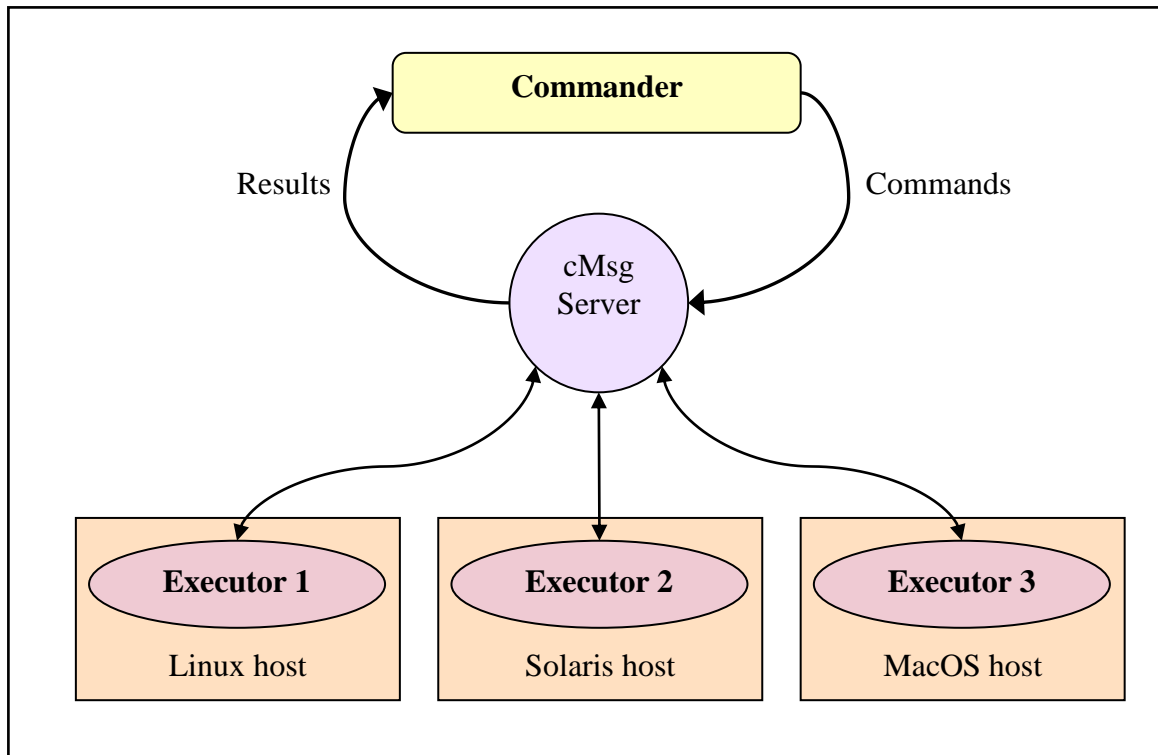 Commander
Results
Commands
cMsg
Server
Executor 1
Executor 2
Executor 3
Linux host
Solaris host
MacOS host